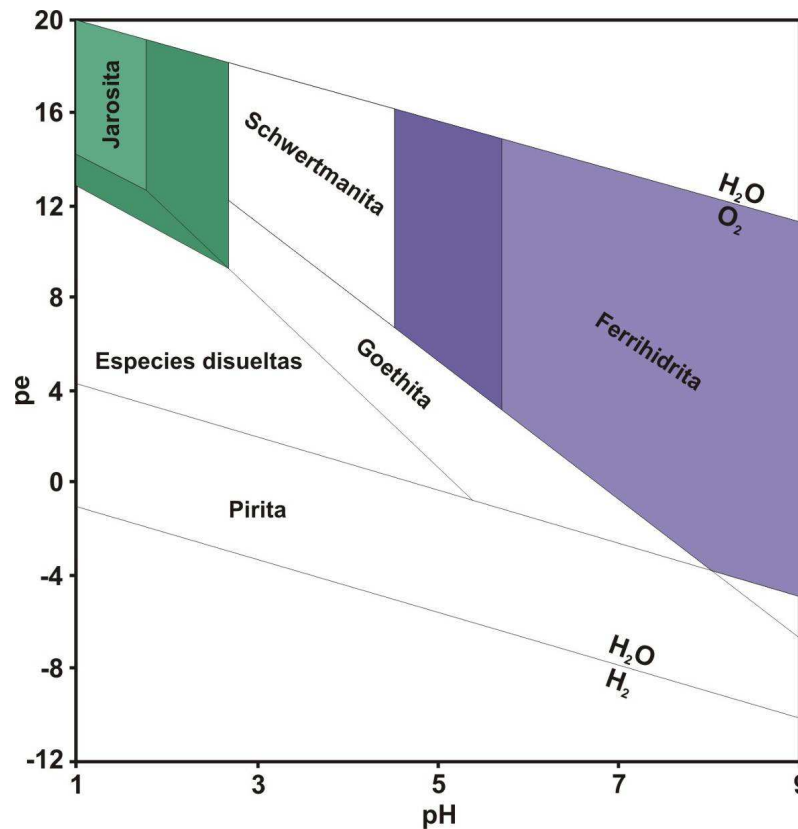 20
16
12
8
4
0
-4
-8
-12
pe
Jarosita
Schwertmanita
H₂O
O₂
Ferrihidrita
Goethita
Especies disueltas
Pirita
H₂O
H₂
1
3
5
7
9
pH